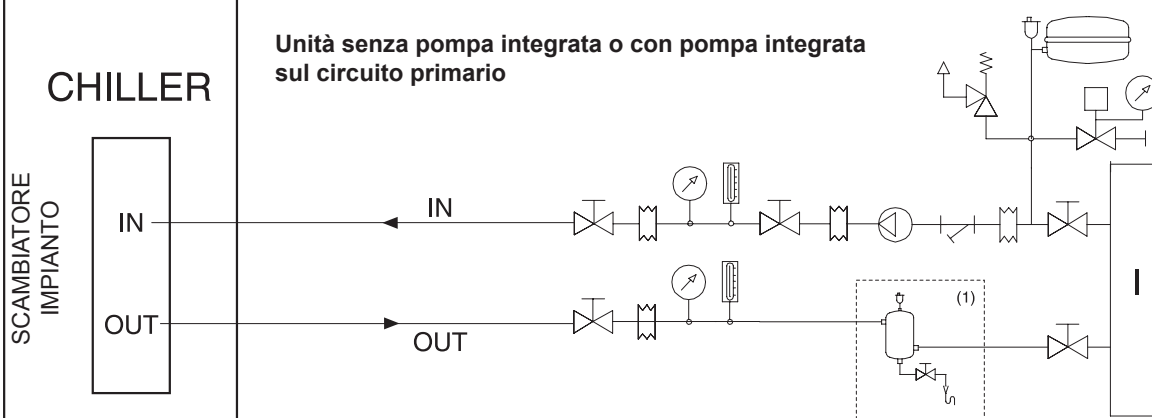 Unità senza pompa integrata o con pompa integrata
sul circuito primario
CHILLER
SCAMBIATORE
IMPIANTO
IN
IN
OUT
OUT
(1)
I